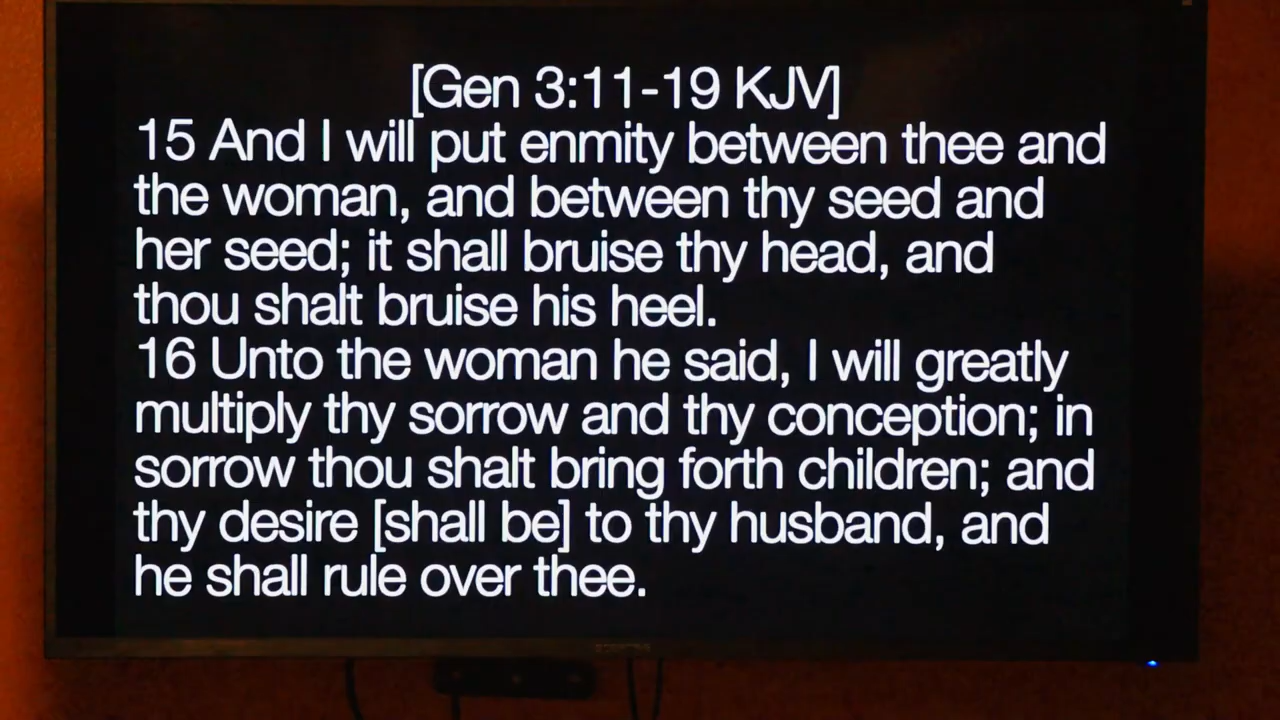 [Gen 3:11-19 KJV]
15 And I will put enmity between thee and
the woman, and between thy seed and
her seed; it shall bruise thy head, and
thou shalt bruise his heel.
16 Unto the woman he said, I will greatly
multiply thy sorrow and thy conception; in
sorrow thou shalt bring forth children; and
thy desire [shall be] to thy husband, and
he shall rule over thee.